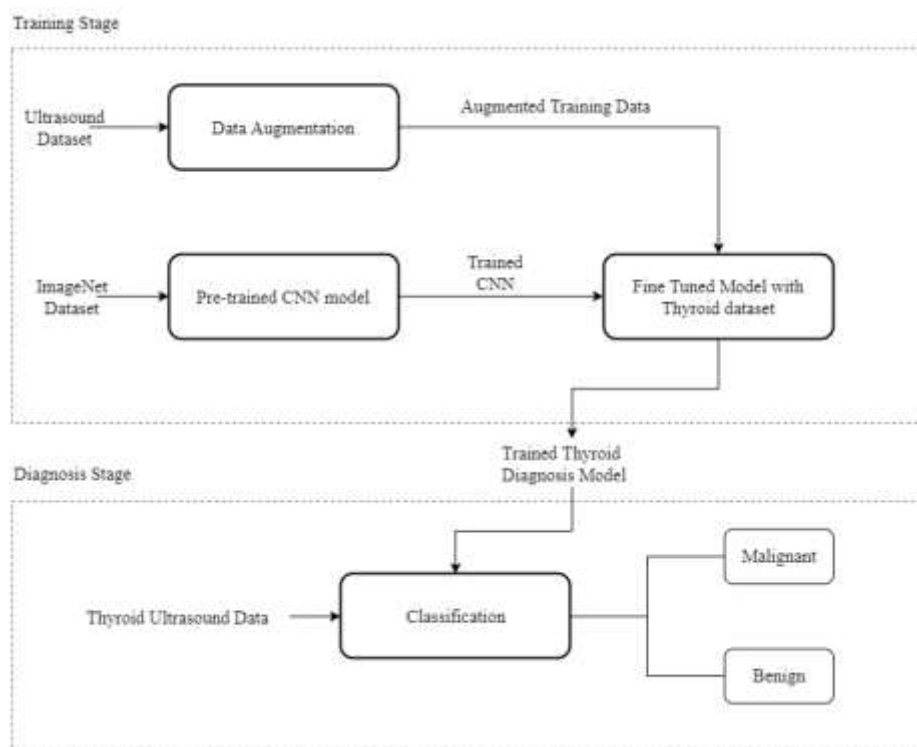 Training Stage
Ultrasound
Dataset
Data Augmentation
Augmented Training Data
ImageNet
Dataset
Pre-trained CNN model
Trained
CNN
Fine Tuned Model with
Thyroid dataset
Trained Thyroid
Diagnosis Model
Diagnosis Stage
Thyroid Ultrasound Data
Classification
Malignant
Benign